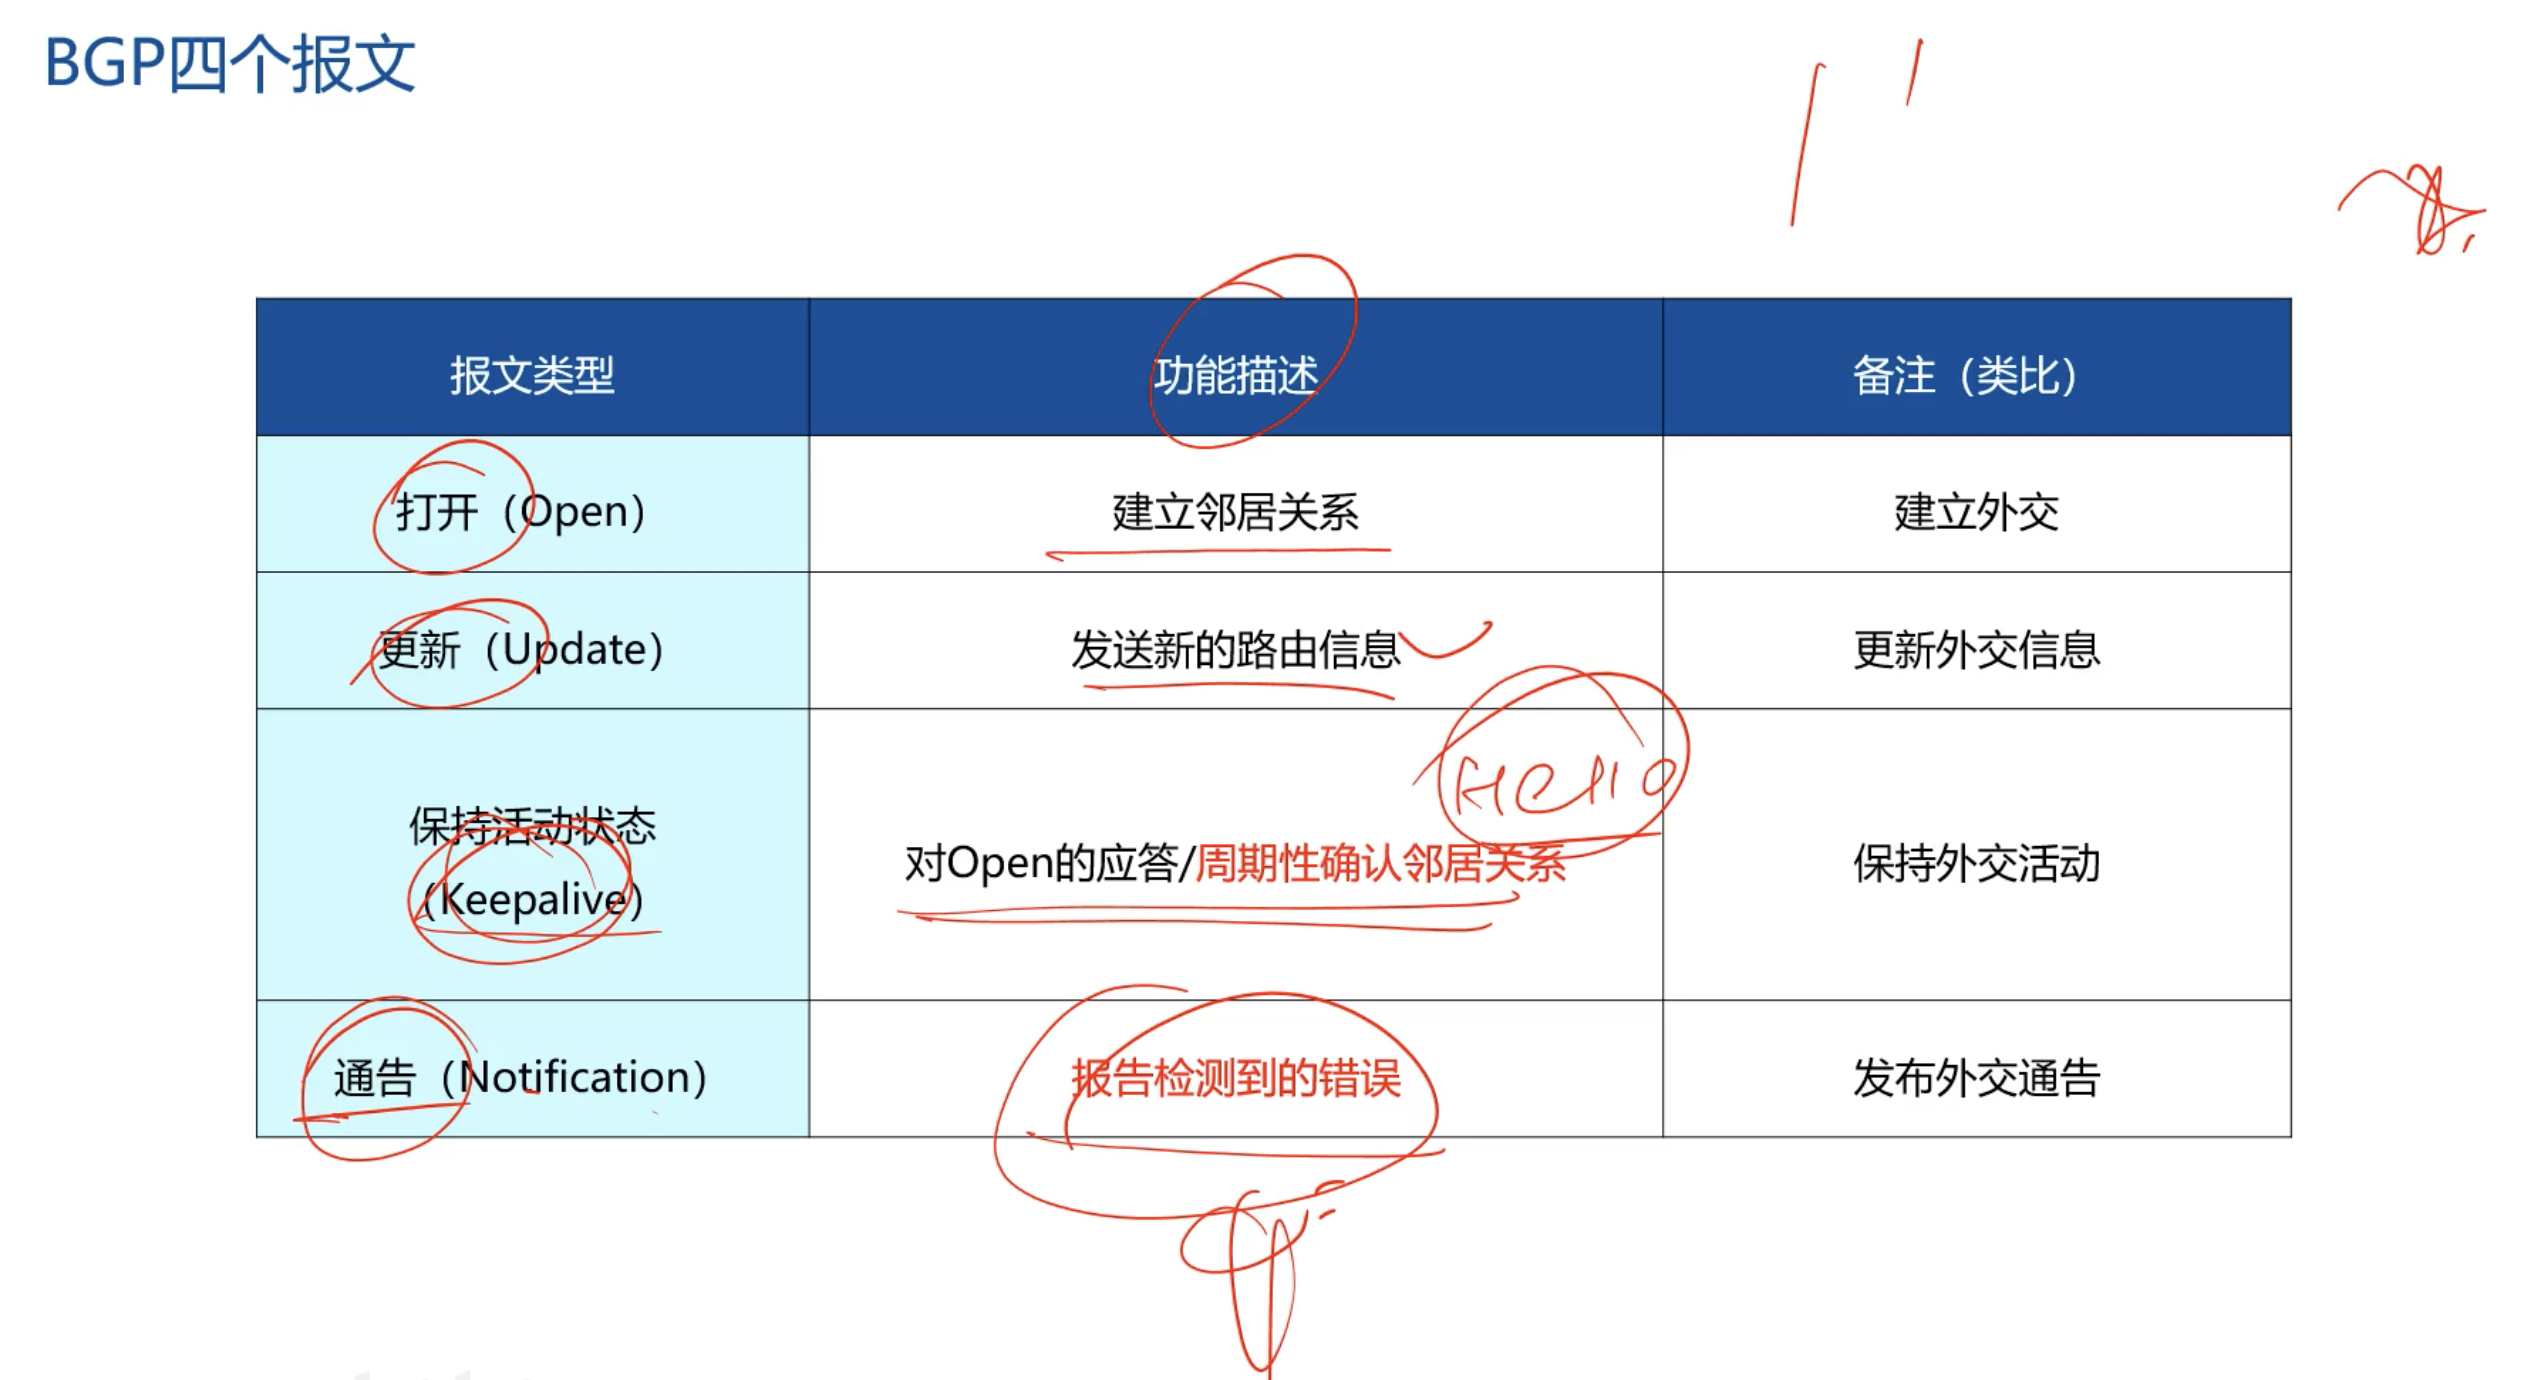 BGP四个报文
报文类型 功能描述 备注（类比）
打开（Open） 建立邻居关系 建立外交
更新（Update） 发送新的路由信息 更新外交信息
Hello
保持活动状态
（Keepalive） 对Open的应答/周期性确认邻居关系 保持外交活动
通告（Notification） 报告检测到的错误 发布外交通告